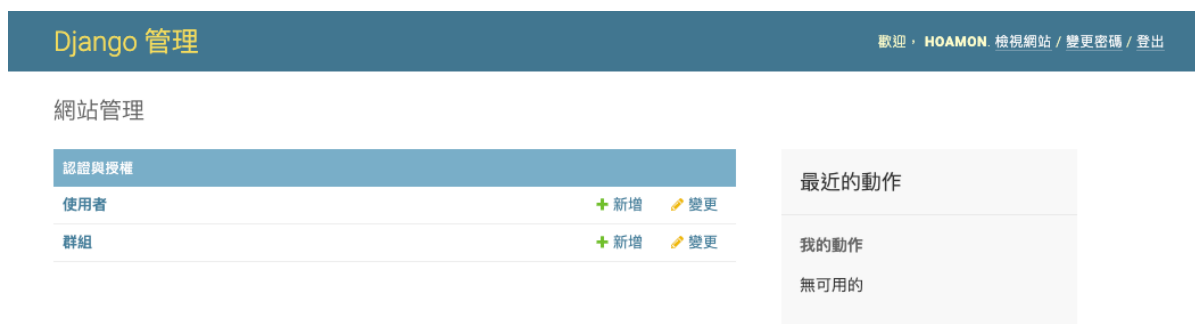 Django 管理
歡迎， HOAMON. 檢視網站 / 變更密碼 / 登出
網站管理
認證與授權
使用者 新增 變更
群組 新增 變更
最近的動作
我的動作
無可用的